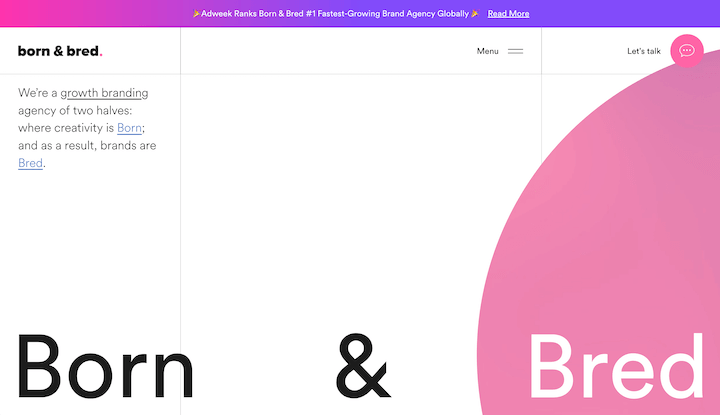 🎉Adweek Ranks Born & Bred #1 Fastest-Growing Brand Agency Globally 🎉 Read More
born & bred.
Menu
Let's talk
We're a growth branding
agency of two halves:
where creativity is Born;
and as a result, brands are
Bred.
Born & Bred